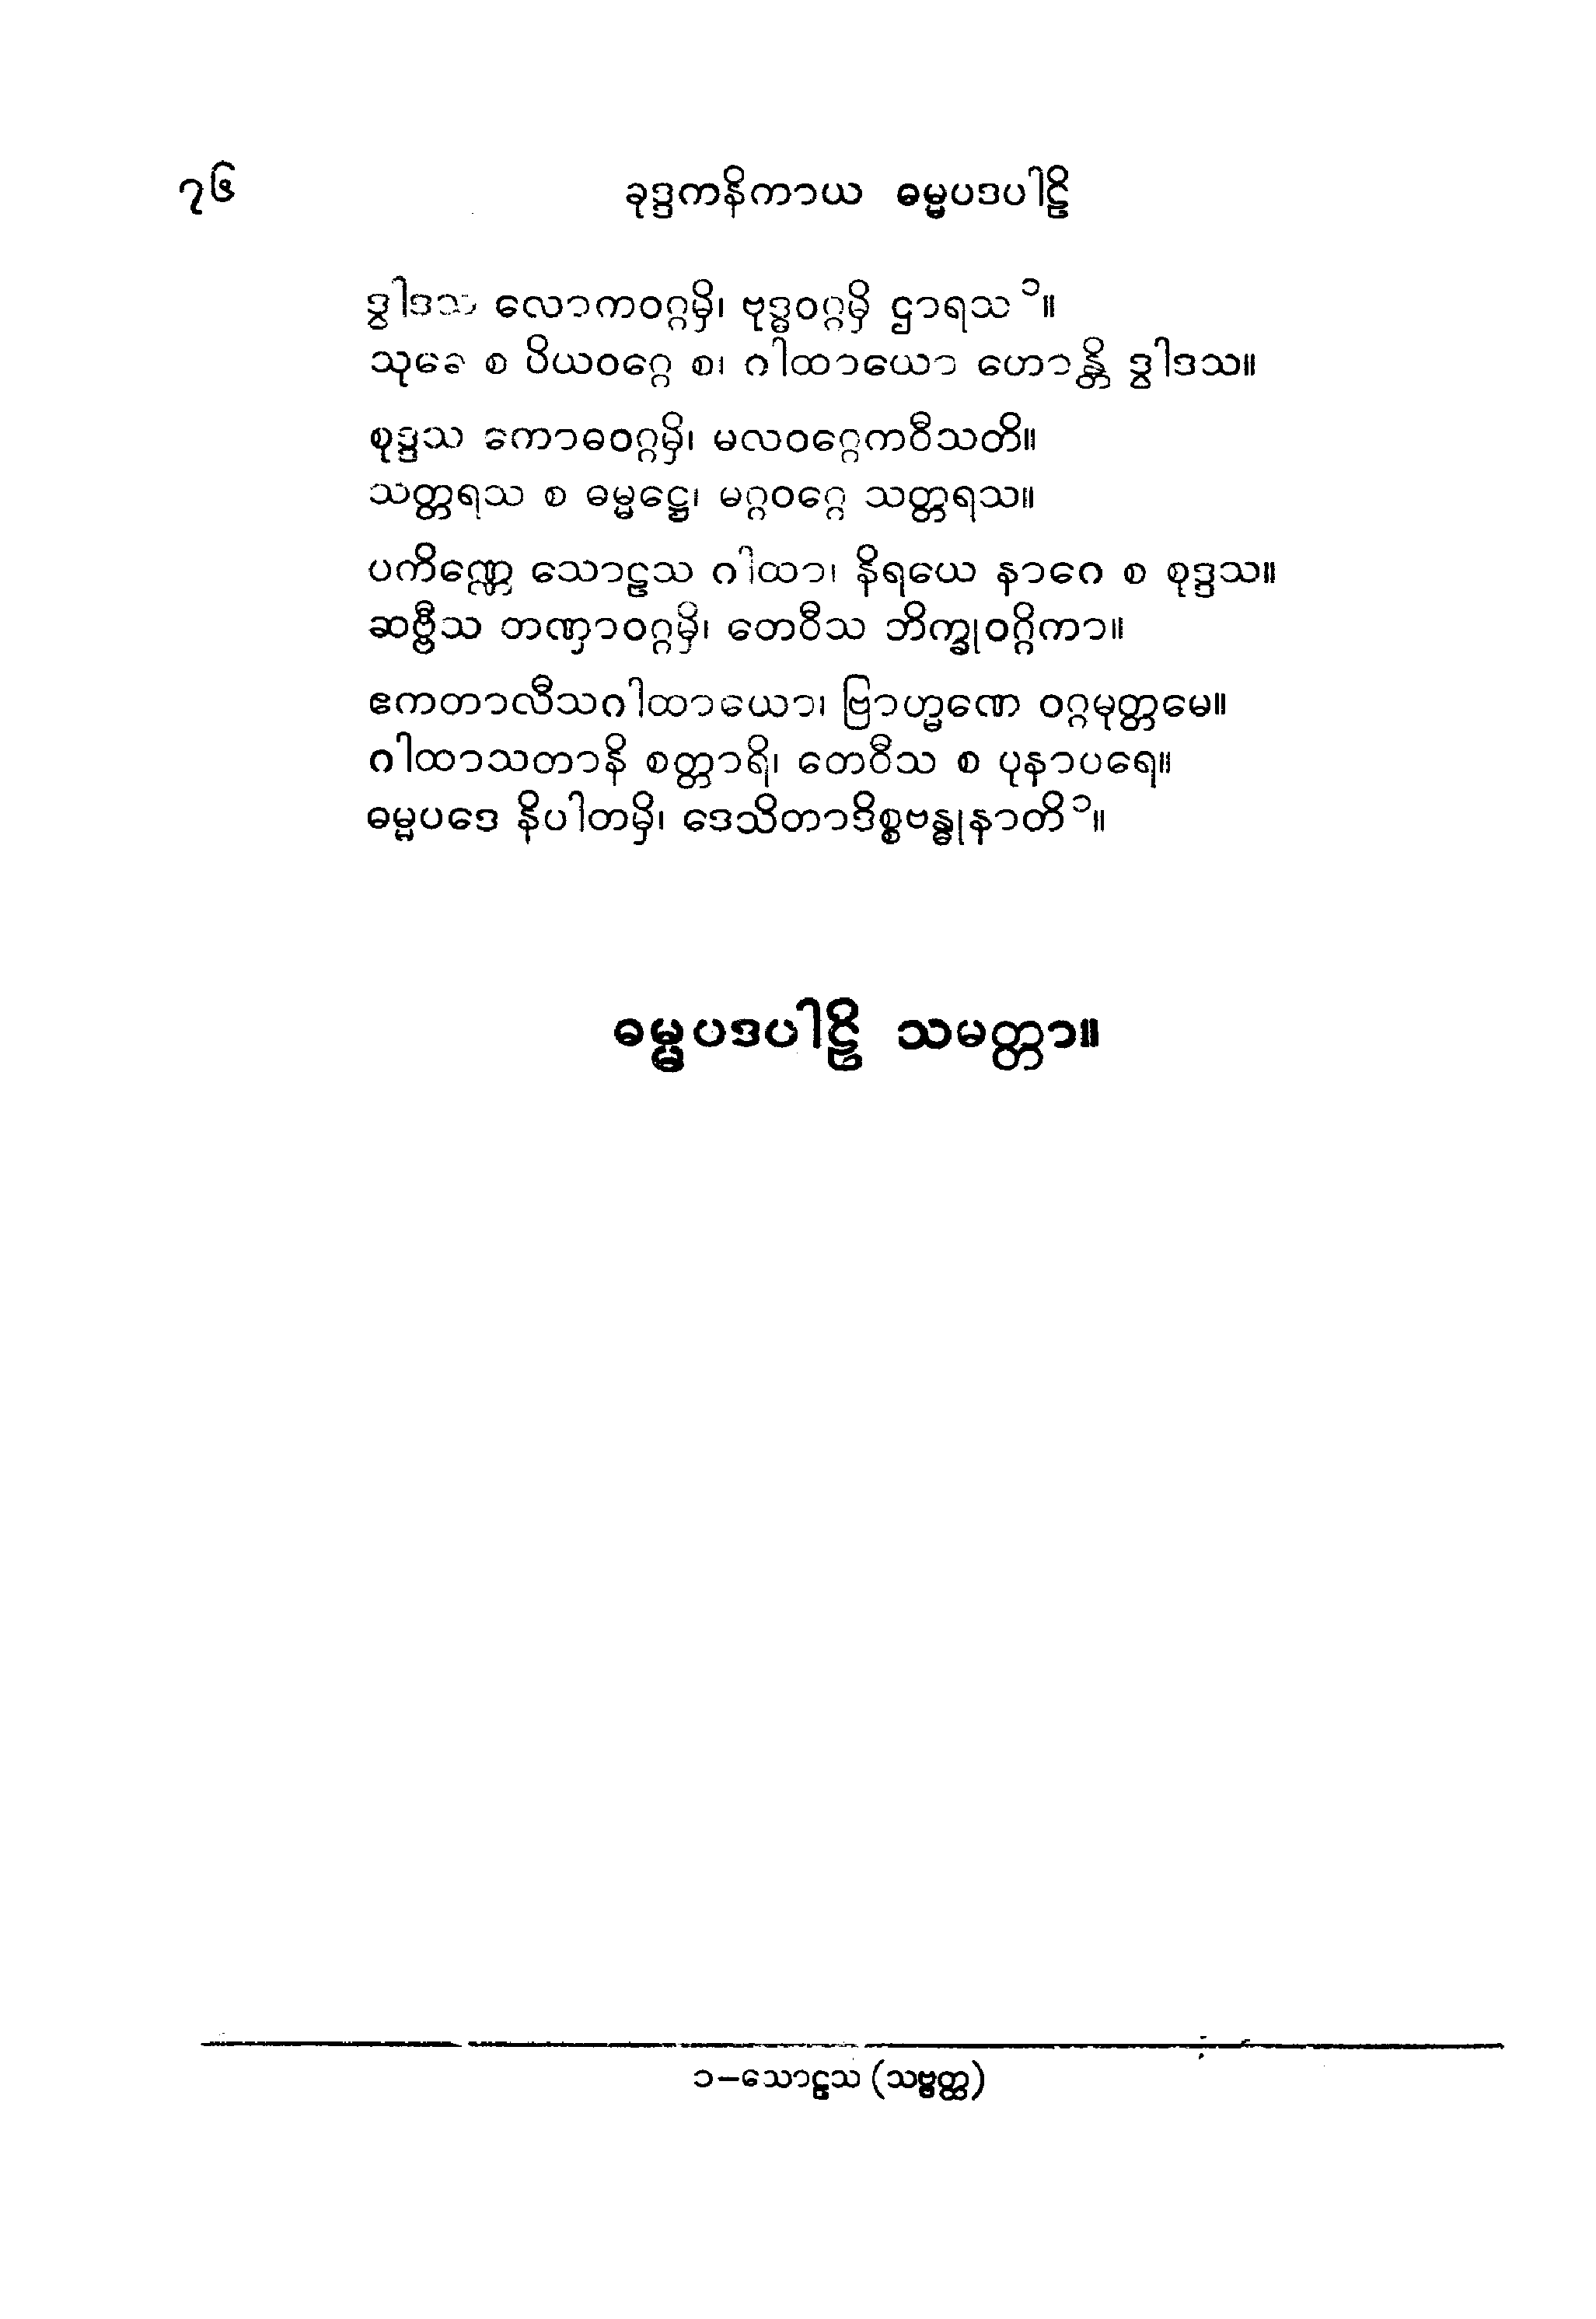 ၇၆ ခုဒ္ဒကနိကာယ ဓမ္မပဒပါဠိ
ဒွါဒသ လောကဝဂ္ဂမှိ၊ ဗုဒ္ဓဝဂ္ဂမှိ ဌာရသ ၁။
သုခေ စ ပိယဝဂ္ဂေ စ၊ ဂါထာယော ဟောန္တိ ဒွါဒသ။
စုဒ္ဒသ ကောဓဝဂ္ဂမှိ၊ မလဝဂ္ဂေကဝီသတိ။
သတ္တရသ စ ဓမ္မဋ္ဌေ၊ မဂ္ဂဝဂ္ဂေ သတ္တရသ။
ပကိဏ္ဏေ သောဠသ ဂါထာ၊ နိရယေ နာဂေ စ စုဒ္ဒသ။
ဆဗ္ဗီသ တဏှာဝဂ္ဂမှိ၊ တေဝီသ ဘိက္ခုဝဂ္ဂိကာ။
ဧကတာလီသဂါထာယော၊ ဗြာဟ္မဏေ ဝဂ္ဂမုတ္တမေ။
ဂါထာသတာနိ စတ္တာရိ၊ တေဝီသ စ ပုနာပရေ။
ဓမ္မပဒေ နိပါတမှိ၊ ဒေသိတာဒိစ္စဗန္ဓုနာတိ ၁။
ဓမ္မပဒပါဠိ သမတ္တာ။
၁–သောဠသ (သဗ္ဗတ္ထ)